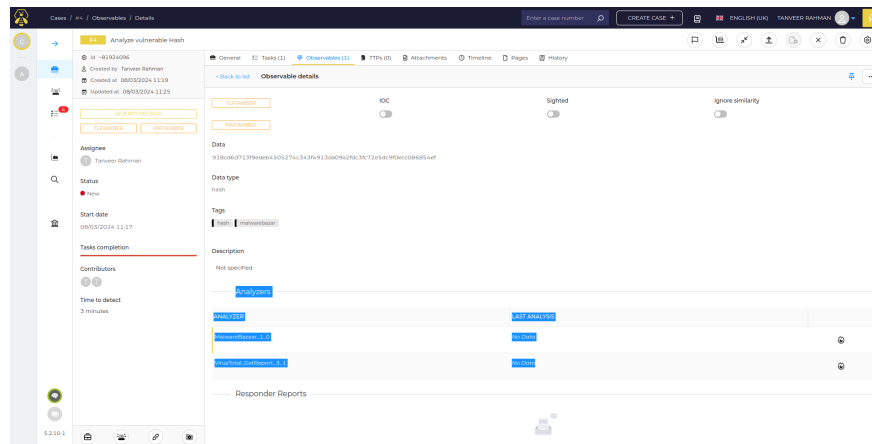 Cases / #4 / Observables / Details
Enter a case number
CREATE CASE +
ENGLISH (UK)
TANVEER RAHMAN
#4 Analyze vulnerable Hash
Id ~81924096
Created by Tanveer Rahman
Created at 08/03/2024 11:19
Updated at 08/03/2024 11:25
TLP:AMBER PAP:AMBER
Assignee
T Tanveer Rahman
Status
New
Start date
08/03/2024 11:17
Tasks completion
Contributors
T T
Time to detect
3 minutes
5.2.10-1
General Tasks (1) Observables (1) TTPs (0) Attachments Timeline Pages History
< Back to list Observable details
TLP:AMBER
PAP:AMBER
IOC Sighted Ignore similarity
Data
Data type
hash
Tags
hash malwarebazar
Description
Not specified
Analyzers
ANALYZER LAST ANALYSIS
MalwareBazaar_1_0 No Data
VirusTotal_GetReport_3_1 No Data
Responder Reports